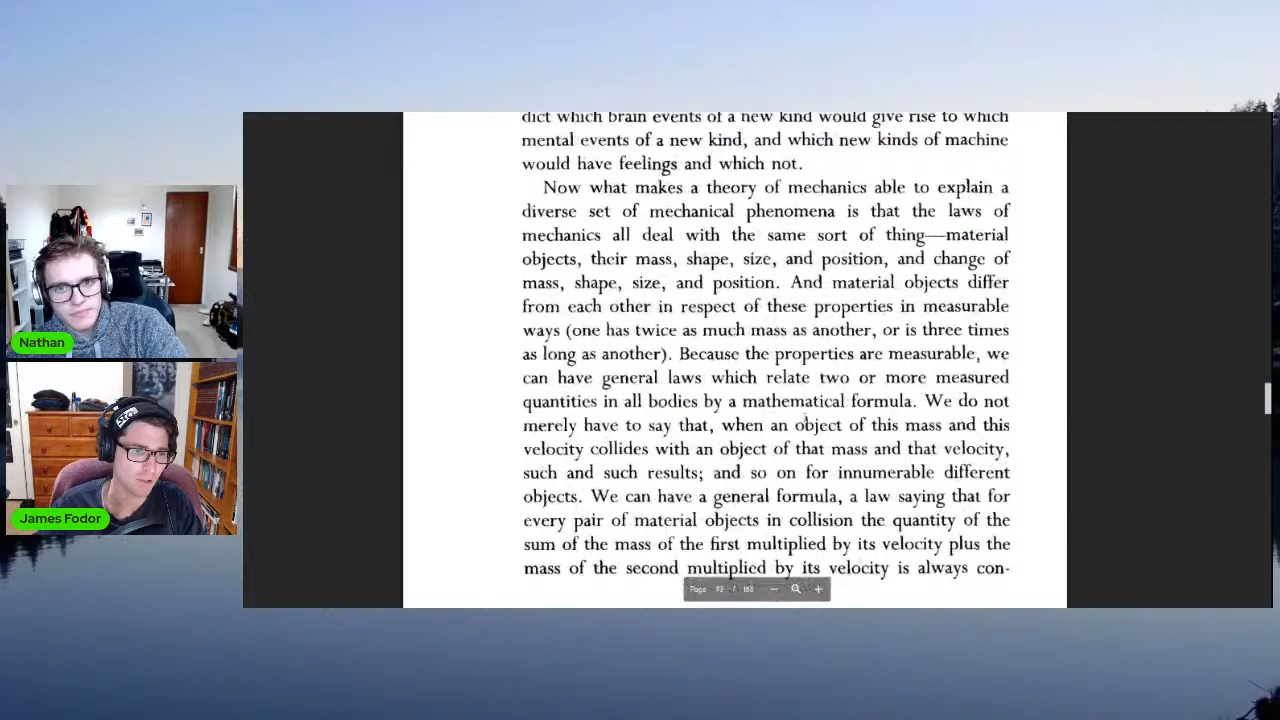 dict which brain events of a new kind would give rise to which
mental events of a new kind, and which new kinds of machine
would have feelings and which not.
Now what makes a theory of mechanics able to explain a
diverse set of mechanical phenomena is that the laws of
mechanics all deal with the same sort of thing—material
objects, their mass, shape, size, and position, and change of
mass, shape, size, and position. And material objects differ
from each other in respect of these properties in measurable
ways (one has twice as much mass as another, or is three times
as long as another). Because the properties are measurable, we
can have general laws which relate two or more measured
quantities in all bodies by a mathematical formula. We do not
merely have to say that, when an object of this mass and this
velocity collides with an object of that mass and that velocity,
such and such results; and so on for innumerable different
objects. We can have a general formula, a law saying that for
every pair of material objects in collision the quantity of the
sum of the mass of the first multiplied by its velocity plus the
mass of the second multiplied by its velocity is always con-
Page / 
Nathan
James Fodor